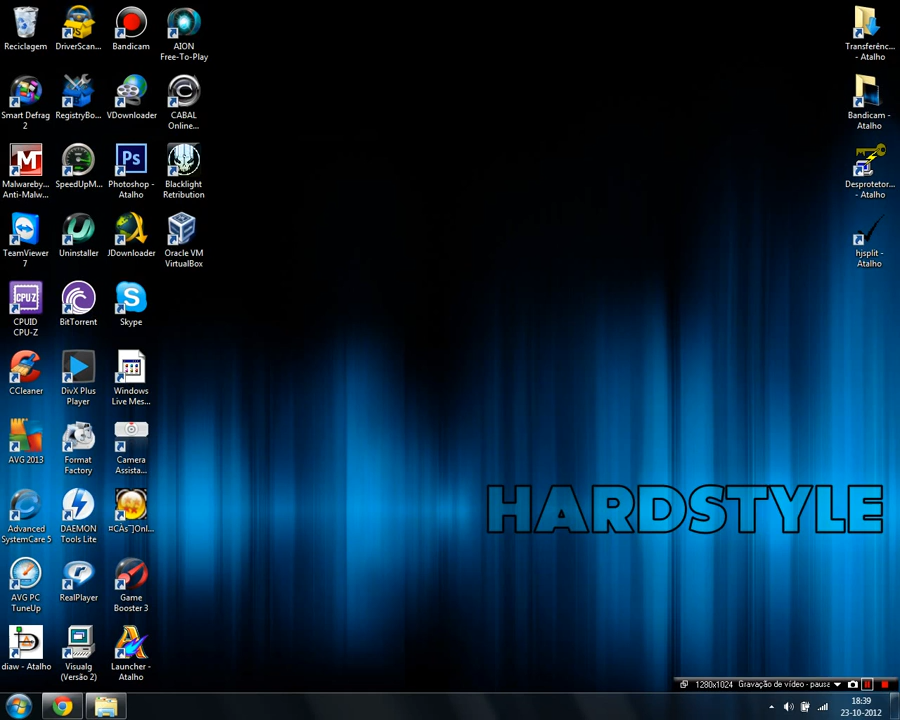 Reciclagem
DriverScan...
Bandicam
AION
Free-To-Play
Smart Defrag
2
RegistryBo...
VDownloader
CABAL
Online...
Malwareby...
Anti-Malw...
SpeedUpM...
Ps
Photoshop -
Atalho
Blacklight
Retribution
TeamViewer
7
Uninstaller
JDownloader
Oracle VM
VirtualBox
CPU-Z
CPUID
CPU-Z
BitTorrent
Skype
CCleaner
DivX Plus
Player
Windows
Live Mes...
AVG 2013
Format
Factory
Camera
Assista...
Advanced
SystemCare 5
DAEMON
Tools Lite
AVG PC
TuneUp
RealPlayer
Game
Booster 3
diaw - Atalho
Visualg
(Versão 2)
Launcher -
Atalho
Transferênc...
- Atalho
Bandicam -
Atalho
Desprotetor...
- Atalho
hjsplit -
Atalho
HARDSTYLE
1280x1024 Gravação de vídeo - pausa
18:39
23-10-2012